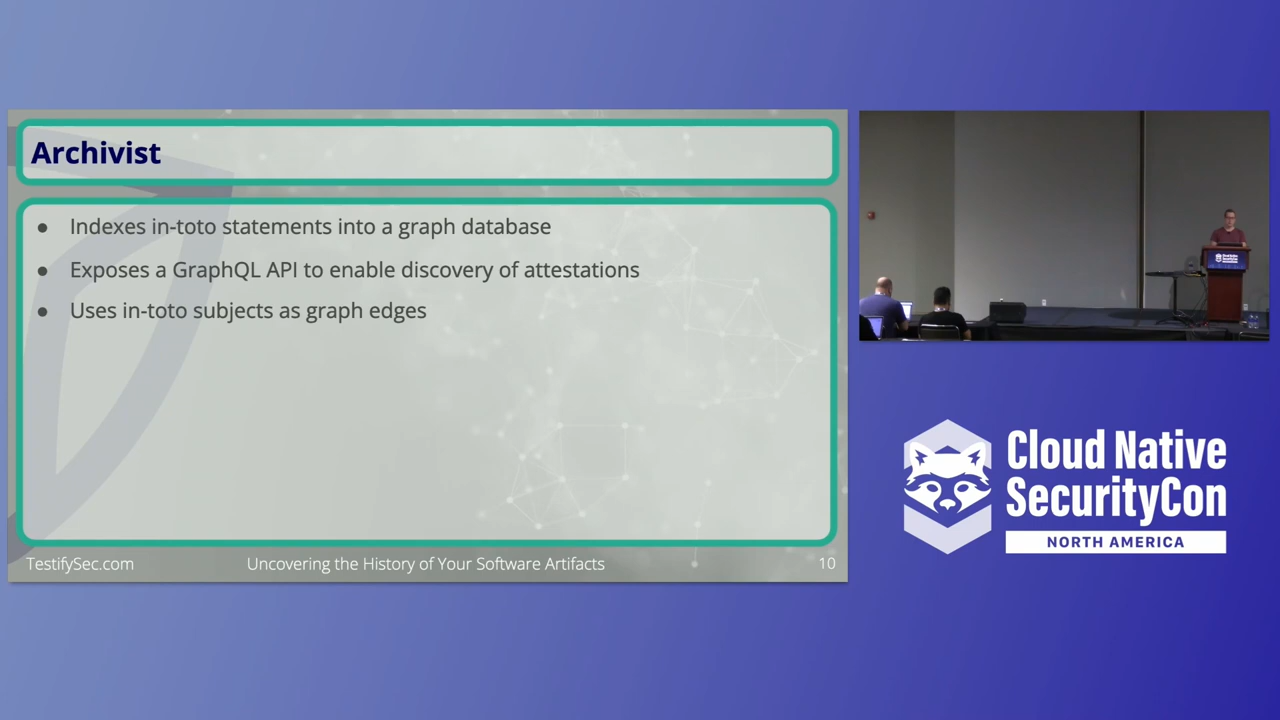 Archivist
● Indexes in-toto statements into a graph database
● Exposes a GraphQL API to enable discovery of attestations
● Uses in-toto subjects as graph edges
TestifySec.com
Uncovering the History of Your Software Artifacts
10
Cloud Native
SecurityCon
NORTH AMERICA